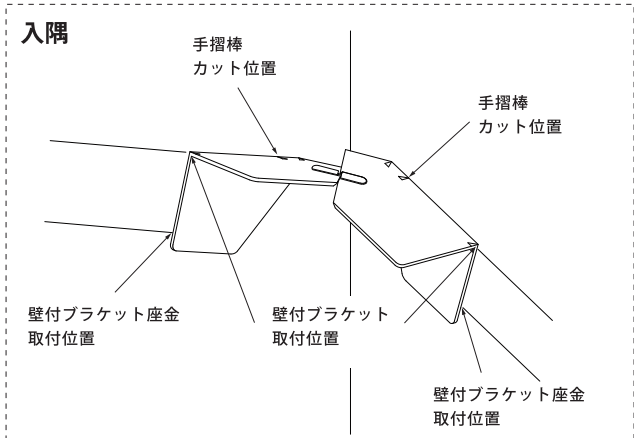 入隅
手摺棒
カット位置
手摺棒
カット位置
壁付ブラケット座金
取付位置
壁付ブラケット
取付位置
壁付ブラケット座金
取付位置